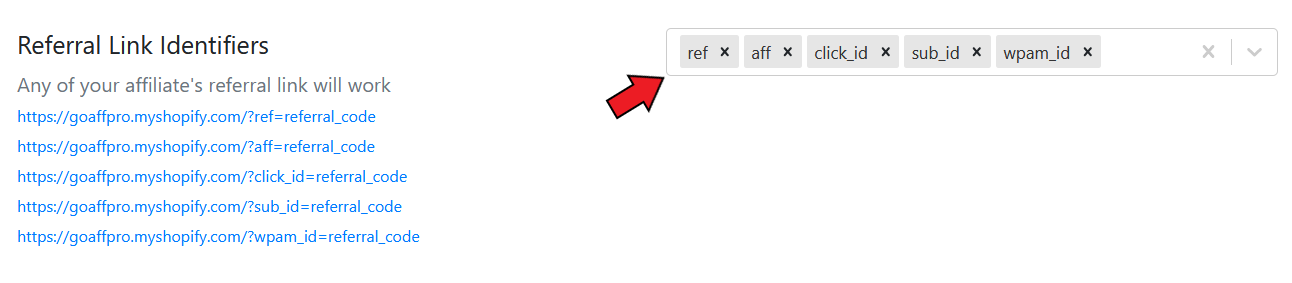 Referral Link Identifiers
ref × aff × click_id × sub_id × wpam_id ×
Any of your affiliate's referral link will work
https://goaffpro.myshopify.com/?ref=referral_code
https://goaffpro.myshopify.com/?aff=referral_code
https://goaffpro.myshopify.com/?click_id=referral_code
https://goaffpro.myshopify.com/?sub_id=referral_code
https://goaffpro.myshopify.com/?wpam_id=referral_code